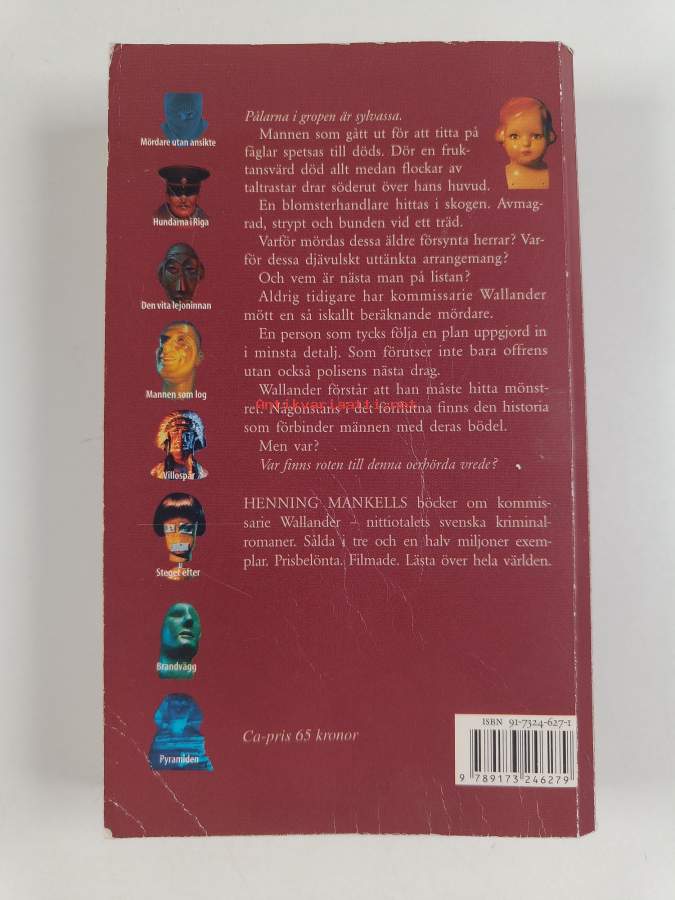 Mördare utan ansikte
Hundarna i Riga
Den vita lejoninnan
Mannen som log
Villospår
Steget efter
Brandvägg
Pyramiden
Pålarna i gropen är sylvassa.
Mannen som gått ut för att titta på
fåglar spetsas till döds. Dör en fruk-
tansvärd död allt medan flockar av
taltrastar drar söderut över hans huvud.
En blomsterhandlare hittas i skogen. Avmag-
rad, strypt och bunden vid ett träd.
Varför mördas dessa äldre försynta herrar? Var-
för dessa djävulskt uttänkta arrangemang?
Och vem är nästa man på listan?
Aldrig tidigare har kommissarie Wallander
mött en så iskallt beräknande mördare.
En person som tycks följa en plan uppgjord in
i minsta detalj. Som förutser inte bara offrens
utan också polisens nästa drag.
Wallander förstår att han måste hitta mönst-
ret. Någonstans i det förflutna finns den historia
som förbinder männen med deras bödel.
Men var?
Var finns roten till denna oerhörda vrede?
HENNING MANKELLS böcker om kommis-
sarie Wallander – nittiotalets svenska kriminal-
romaner. Sålda i tre och en halv miljoner exem-
plar. Prisbelönta. Filmade. Lästa över hela världen.
Ca-pris 65 kronor
ISBN 91-7324-627-1
9 789173 246279
Antikvariaatti.net